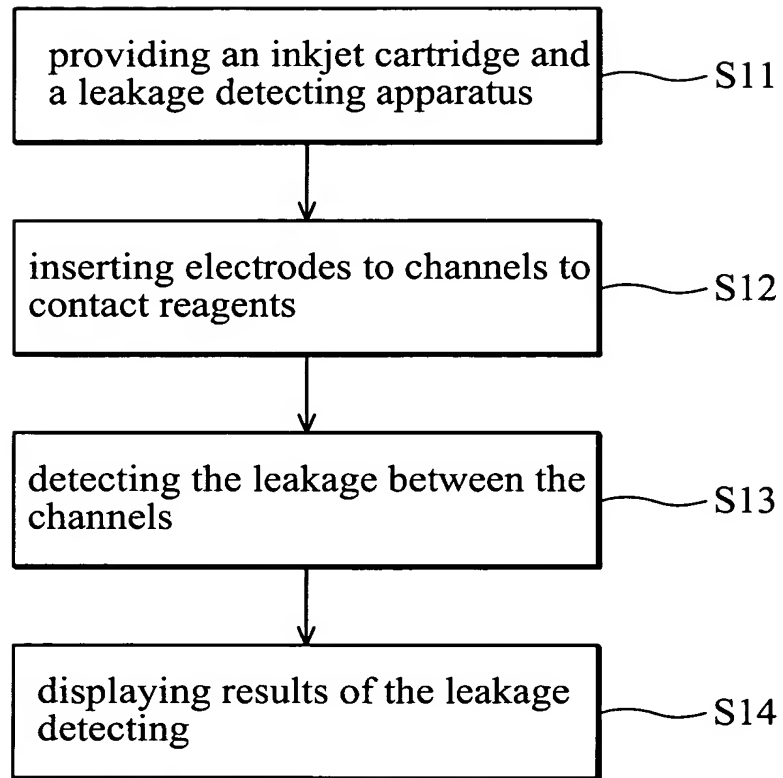 providing an inkjet cartridge and
a leakage detecting apparatus
S11
inserting electrodes to channels to
contact reagents
S12
detecting the leakage between the
channels
S13
displaying results of the leakage
detecting
S14